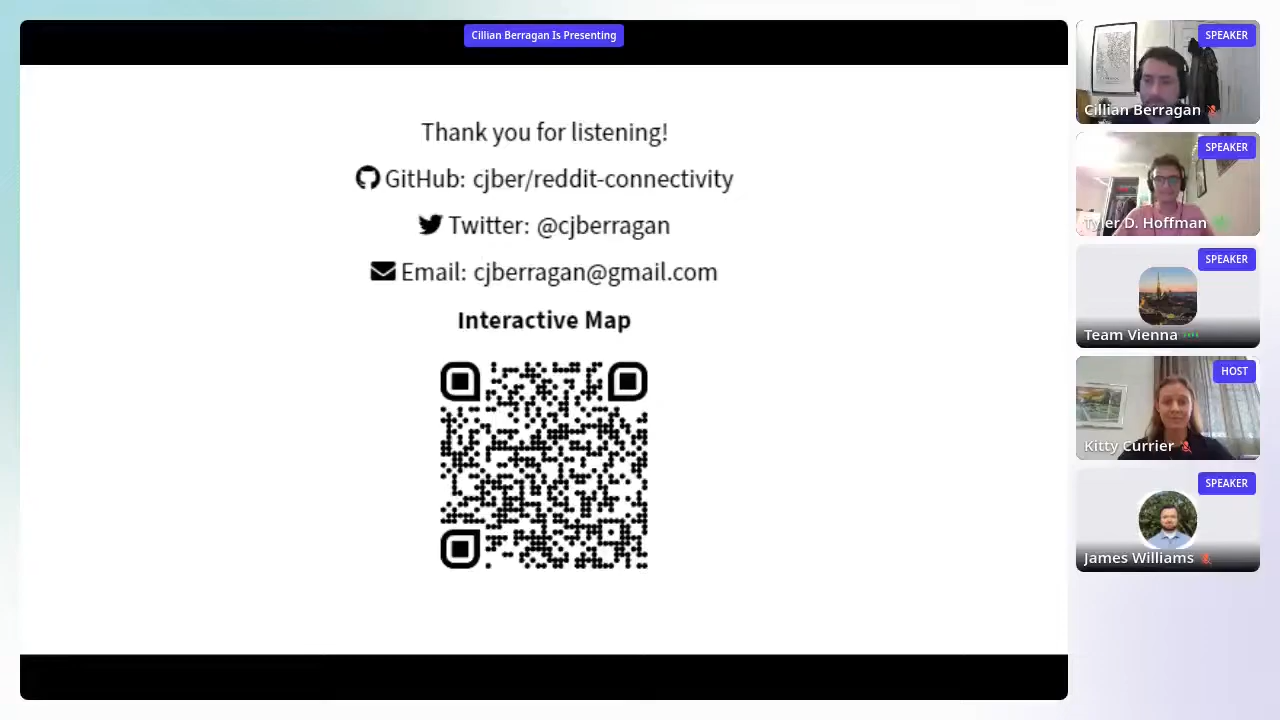 Cillian Berragan Is Presenting
Thank you for listening!
GitHub: cjber/reddit-connectivity
Twitter: @cjberragan
Email: cjberragan@gmail.com
Interactive Map
SPEAKER
Cillian Berragan
SPEAKER
Tyler D. Hoffman
SPEAKER
Team Vienna
HOST
Kitty Currier
SPEAKER
James Williams